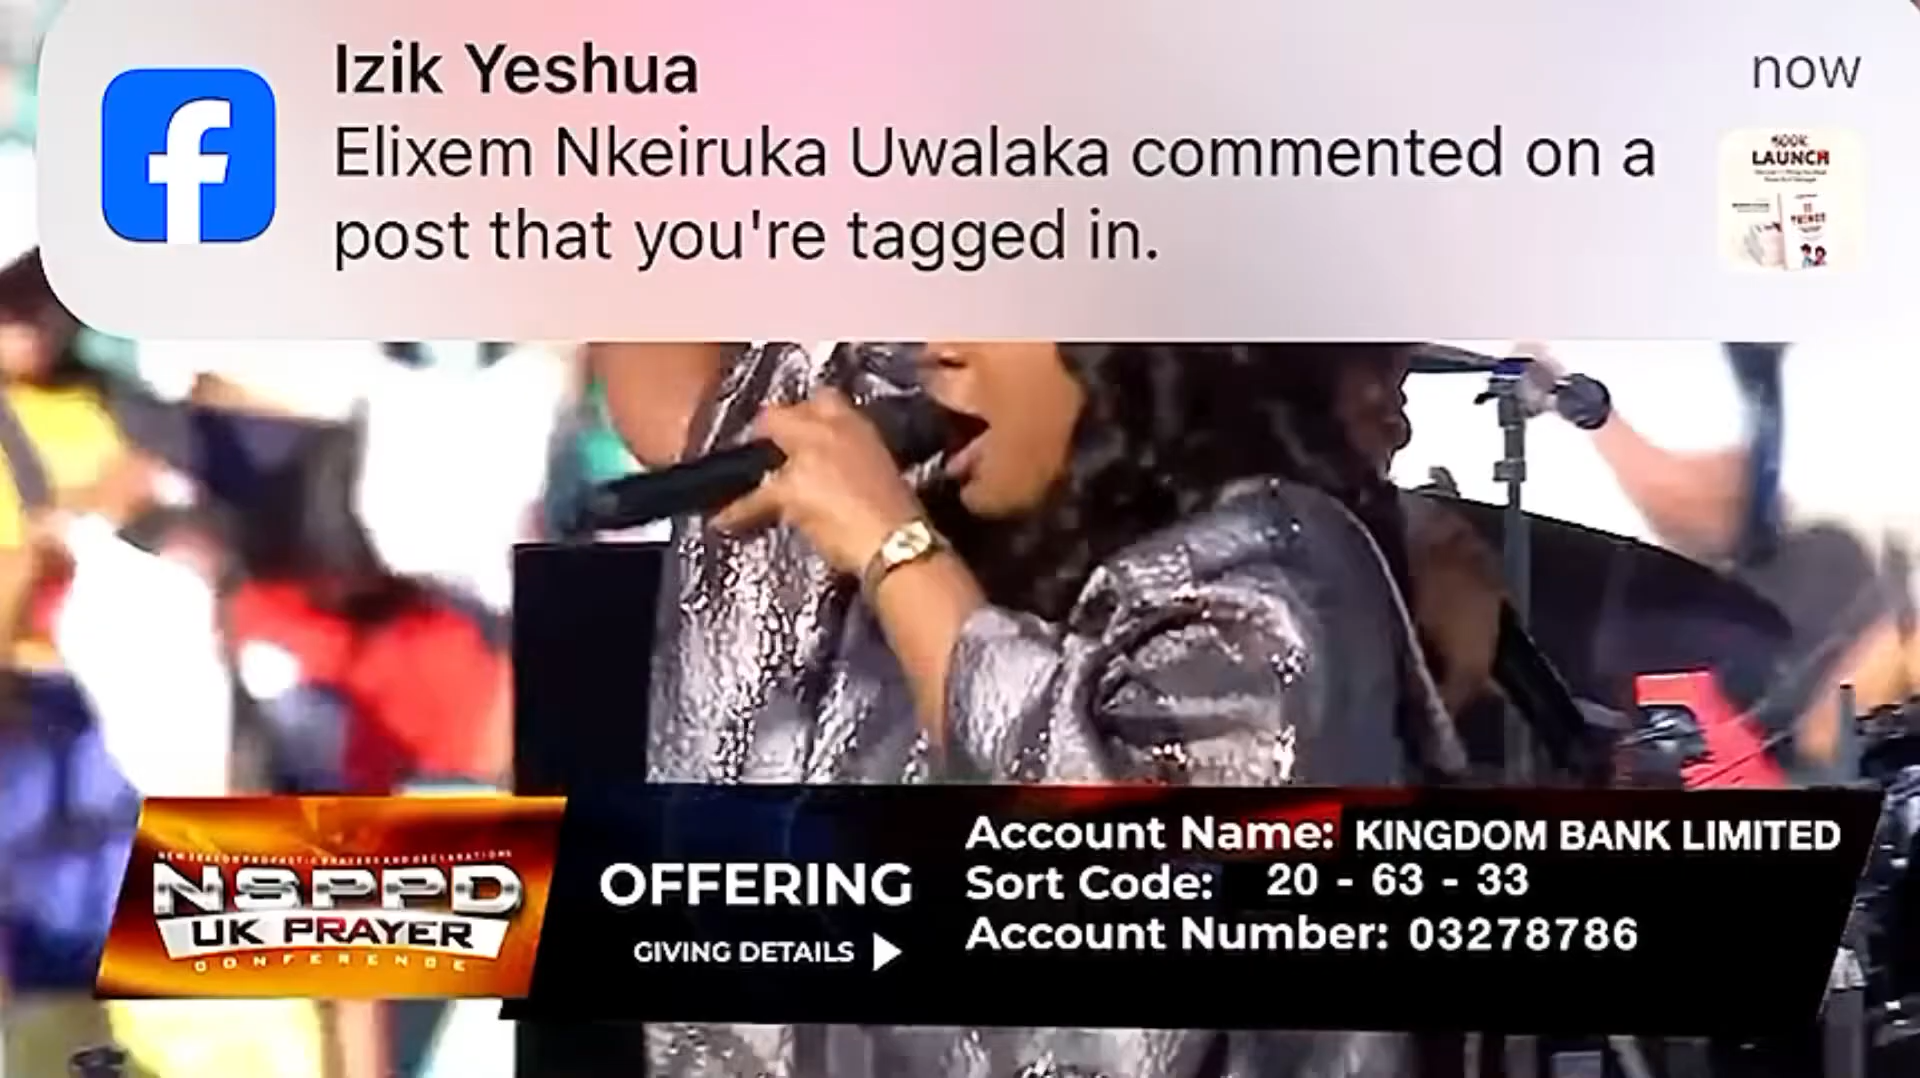 Izik Yeshua
now
Elixem Nkeiruka Uwalaka commented on a
post that you're tagged in.
BOOK
LAUNCH
NSPPD
UK PRAYER
CONFERENCE
OFFERING
GIVING DETAILS
Account Name: KINGDOM BANK LIMITED
Sort Code: 20 - 63 - 33
Account Number: 03278786